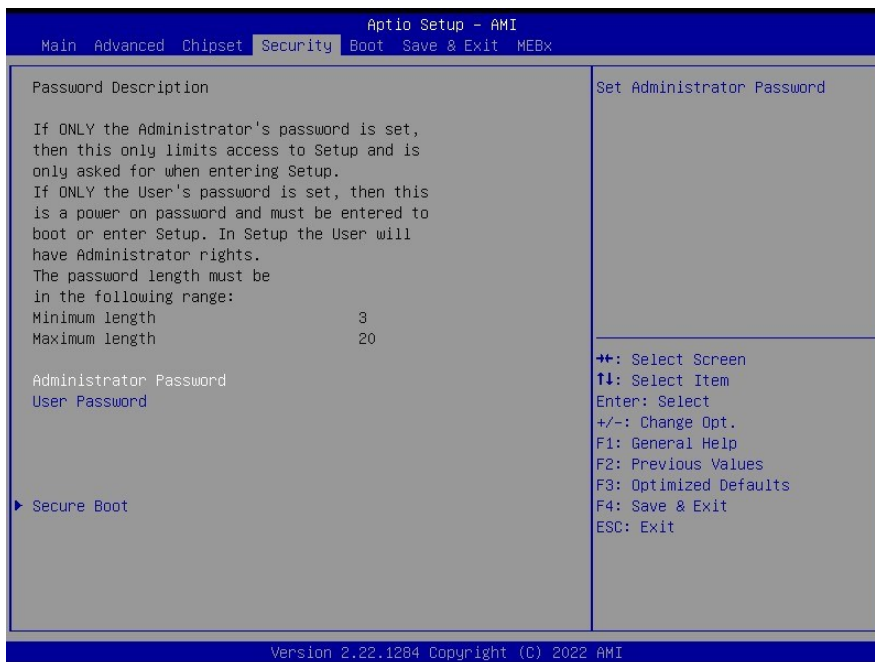 Aptio Setup – AMI
Main Advanced Chipset Security Boot Save & Exit MEBx
Password Description
If ONLY the Administrator's password is set,
then this only limits access to Setup and is
only asked for when entering Setup.
If ONLY the User's password is set, then this
is a power on password and must be entered to
boot or enter Setup. In Setup the User will
have Administrator rights.
The password length must be
in the following range:
Minimum length 3
Maximum length 20
Administrator Password
User Password
Secure Boot
Set Administrator Password
→←: Select Screen
↑↓: Select Item
Enter: Select
+/-: Change Opt.
F1: General Help
F2: Previous Values
F3: Optimized Defaults
F4: Save & Exit
ESC: Exit
Version 2.22.1284 Copyright (C) 2022 AMI